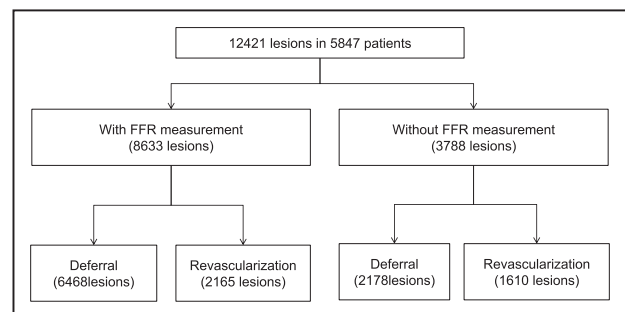 12421 lesions in 5847 patients
With FFR measurement
(8633 lesions)
Without FFR measurement
(3788 lesions)
Deferral
(6468lesions)
Revascularization
(2165 lesions)
Deferral
(2178lesions)
Revascularization
(1610 lesions)